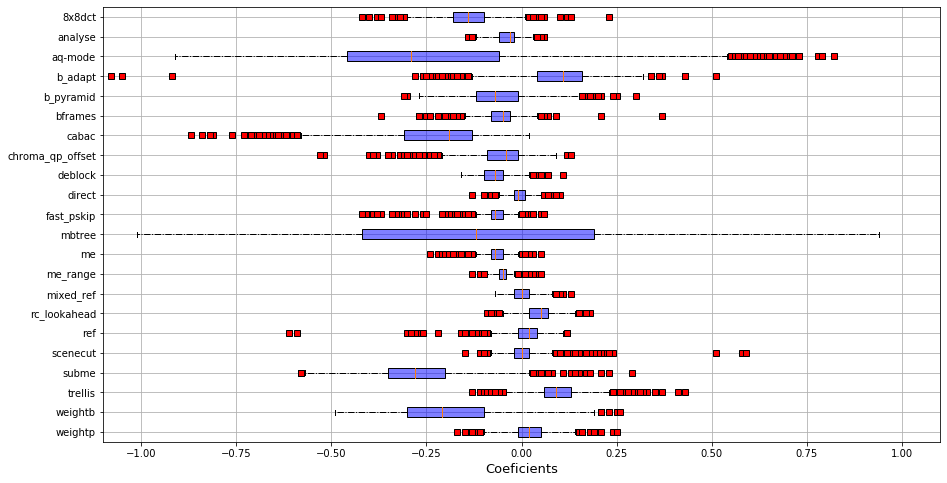 8x8dct
analyse
aq-mode
b_adapt
b_pyramid
bframes
cabac
chroma_qp_offset
deblock
direct
fast_pskip
mbtree
me
me_range
mixed_ref
rc_lookahead
ref
scenecut
subme
trellis
weightb
weightp
−1.00 −0.75 −0.50 −0.25 0.00 0.25 0.50 0.75 1.00
Coeficients